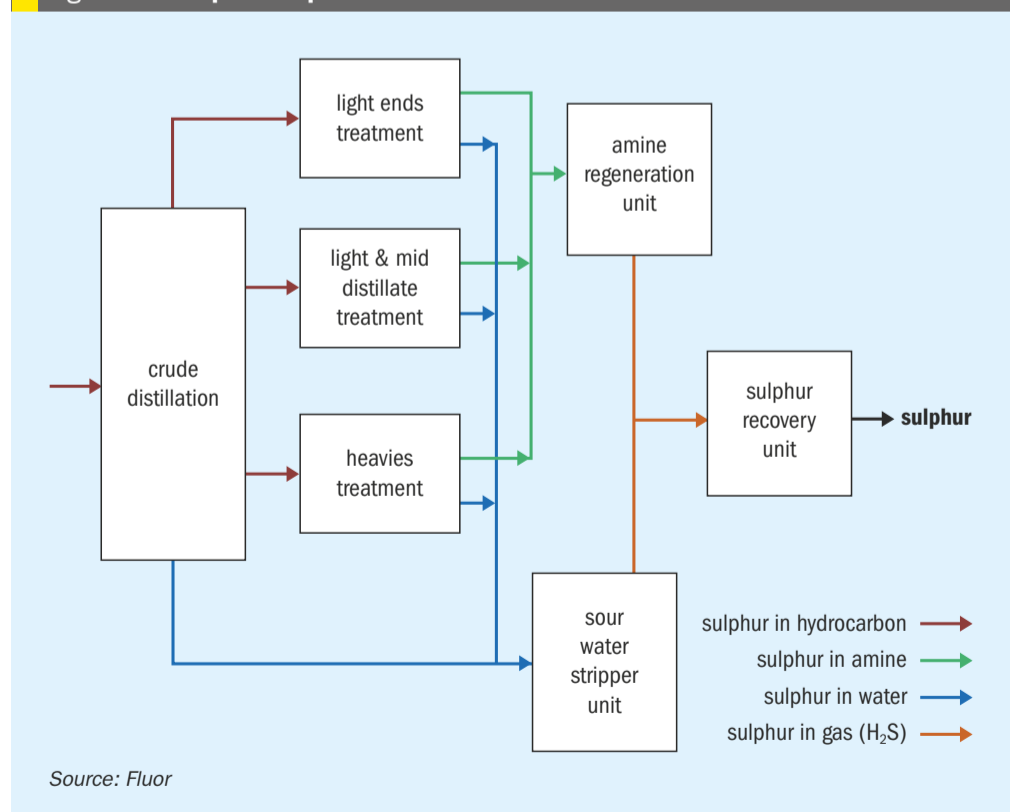 light ends
treatment
amine
regeneration
unit
light & mid
distillate
treatment
crude
distillation
sulphur
recovery
unit
sulphur
heavies
treatment
sour
water
stripper
unit
sulphur in hydrocarbon
sulphur in amine
sulphur in water
sulphur in gas (H₂S)
Source: Fluor